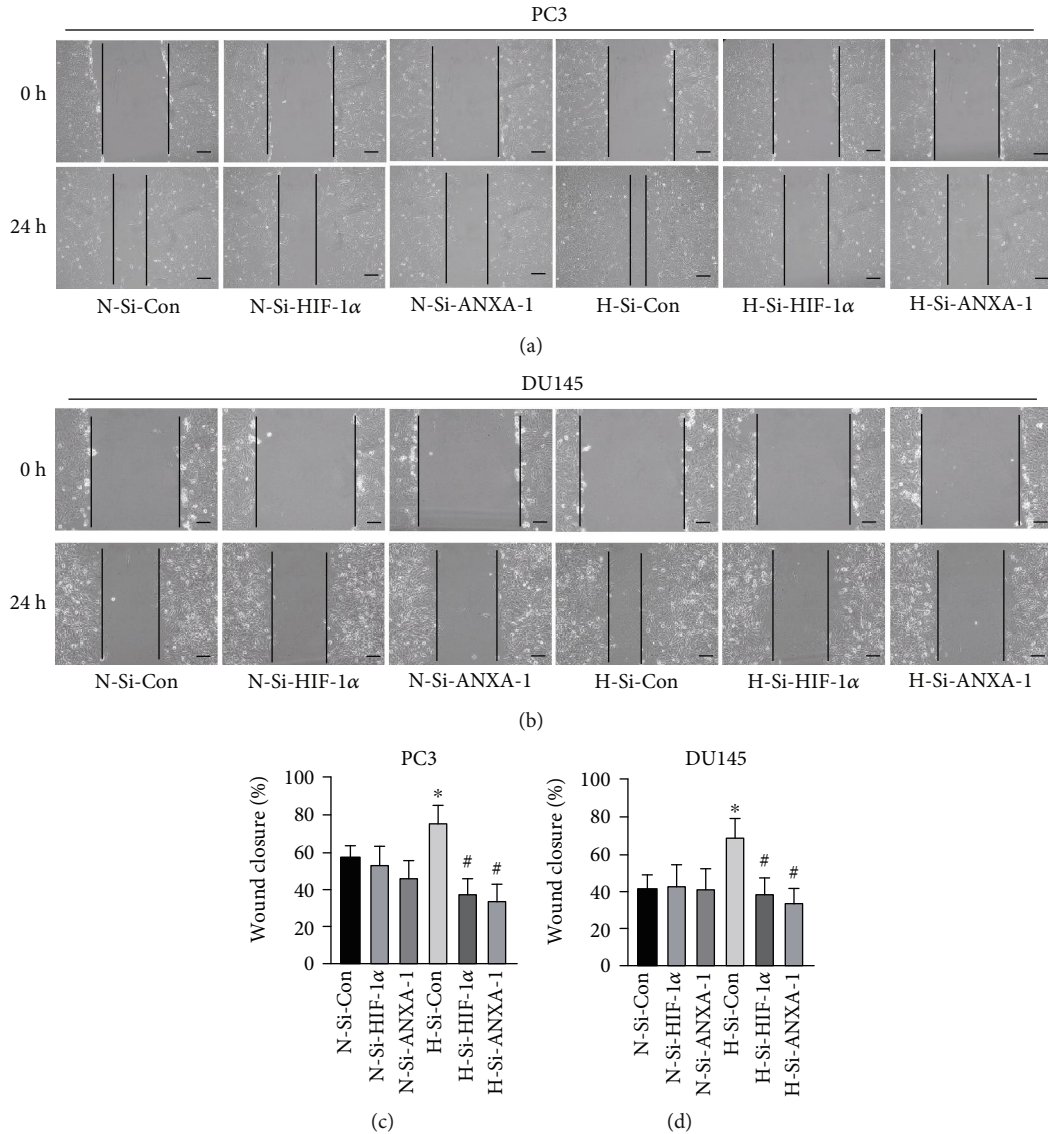 PC3
0 h
24 h
N-Si-Con N-Si-HIF-1α N-Si-ANXA-1 H-Si-Con H-Si-HIF-1α H-Si-ANXA-1
(a)
DU145
0 h
24 h
N-Si-Con N-Si-HIF-1α N-Si-ANXA-1 H-Si-Con H-Si-HIF-1α H-Si-ANXA-1
(b)
PC3
Wound closure (%)
100
80
60
40
20
0
*
#
#
N-Si-Con
N-Si-HIF-1α
N-Si-ANXA-1
H-Si-Con
H-Si-HIF-1α
H-Si-ANXA-1
(c)
DU145
Wound closure (%)
100
80
60
40
20
0
*
#
#
N-Si-Con
N-Si-HIF-1α
N-Si-ANXA-1
H-Si-Con
H-Si-HIF-1α
H-Si-ANXA-1
(d)